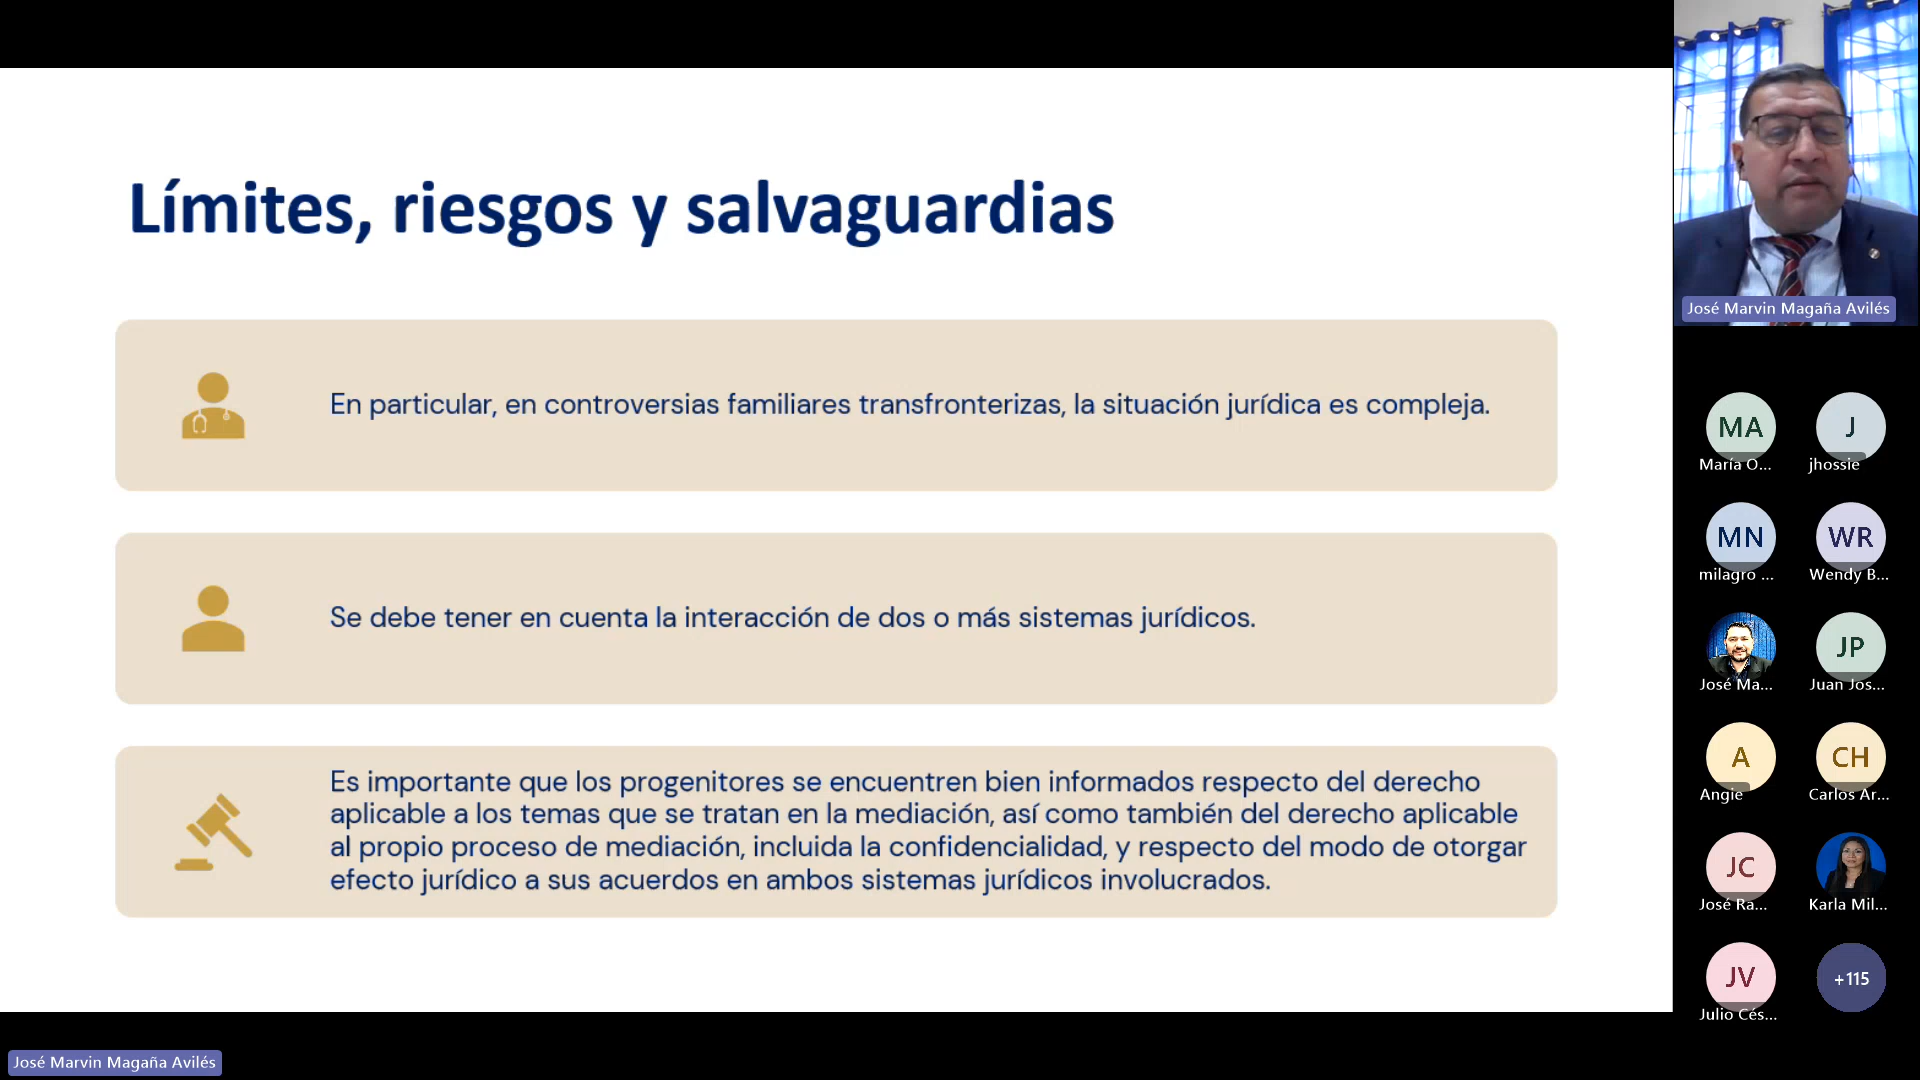 Límites, riesgos y salvaguardias
En particular, en controversias familiares transfronterizas, la situación jurídica es compleja.
Se debe tener en cuenta la interacción de dos o más sistemas jurídicos.
Es importante que los progenitores se encuentren bien informados respecto del derecho
aplicable a los temas que se tratan en la mediación, así como también del derecho aplicable
al propio proceso de mediación, incluida la confidencialidad, y respecto del modo de otorgar
efecto jurídico a sus acuerdos en ambos sistemas jurídicos involucrados.
José Marvin Magaña Avilés
MA
María O...
J
jhossie
MN
milagro ...
WR
Wendy B...
José Ma...
JP
Juan Jos...
A
Angie
CH
Carlos Ar...
JC
José Ra...
Karla Mil...
JV
Julio Cés...
+115
José Marvin Magaña Avilés